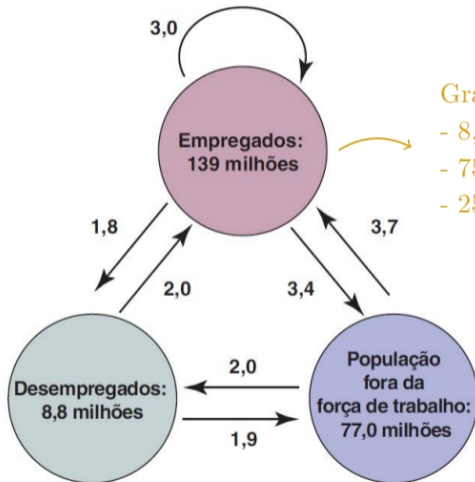 3,0
Empregados:
139 milhões
1,8
2,0
3,4
3,7
Desempregados:
8,8 milhões
2,0
1,9
População
fora da
força de trabalho:
77,0 milhões
- 8,